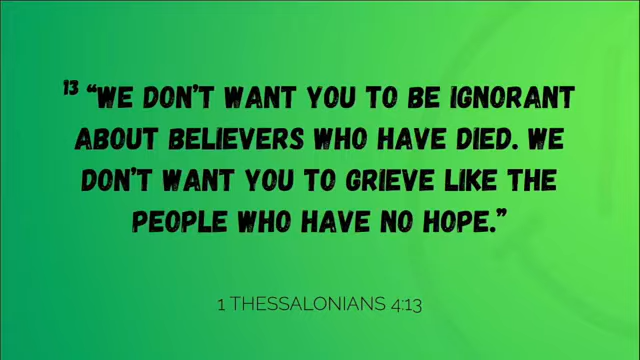 13 “WE DON’T WANT YOU TO BE IGNORANT
ABOUT BELIEVERS WHO HAVE DIED. WE
DON’T WANT YOU TO GRIEVE LIKE THE
PEOPLE WHO HAVE NO HOPE.”
1 THESSALONIANS 4:13